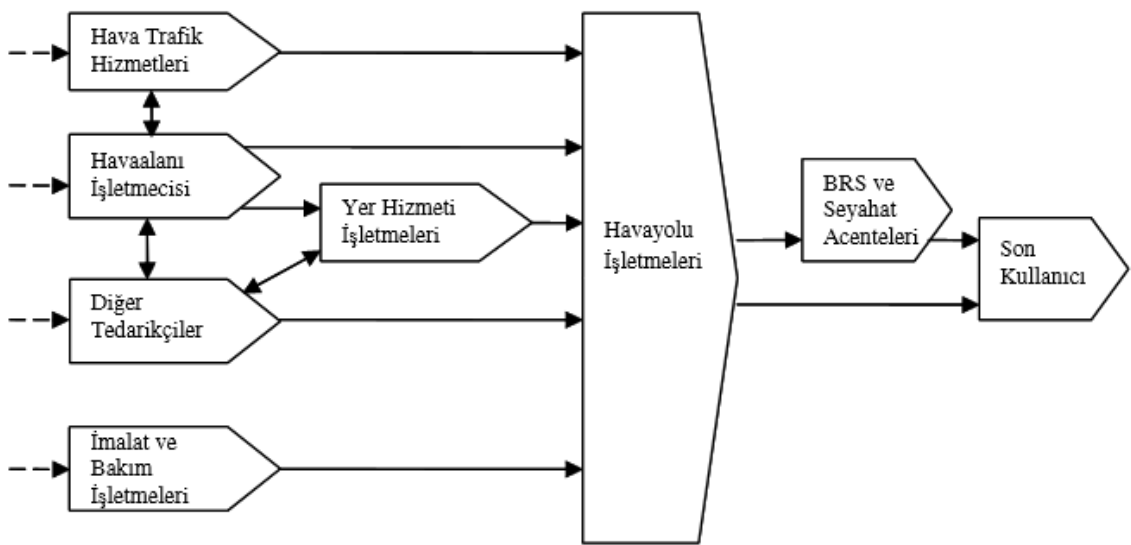 Hava Trafik
Hizmetleri
Havaalanı
İşletmecisi
Yer Hizmeti
İşletmeleri
Diğer
Tedarikçiler
İmalat ve
Bakım
İşletmeleri
Havayolu
İşletmeleri
BRS ve
Seyahat
Acenteleri
Son
Kullanıcı